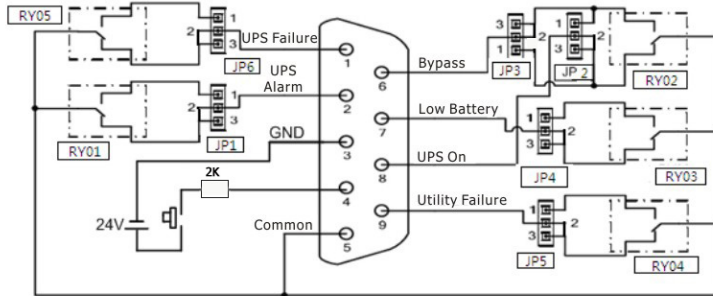 RY05
1
2
3
JP6
UPS Failure
UPS
Alarm
1
2
3
JP1
RY01
GND
2K
24V
Common
1
2
3
4
5
6
7
8
9
Bypass
Low Battery
UPS On
Utility Failure
3
2
1
JP3
1
2
3
JP 2
RY02
1
2
3
JP4
RY03
1
2
3
JP5
RY04